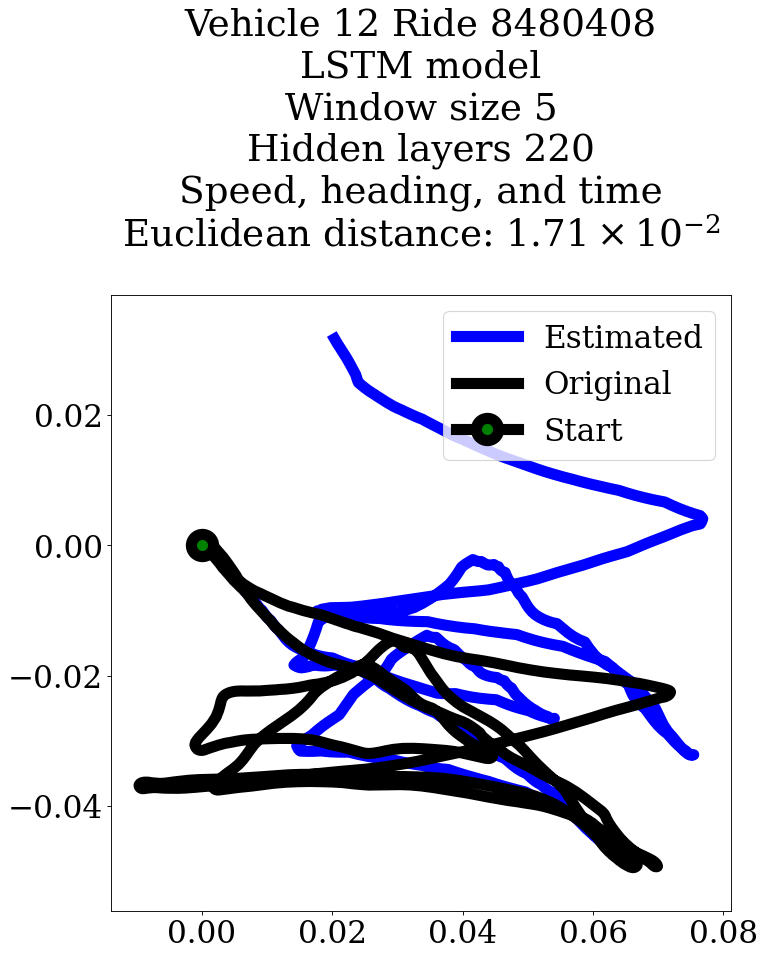 Vehicle 12 Ride 8480408
LSTM model
Window size 5
Hidden layers 220
Speed, heading, and time
Euclidean distance: 1.71 × 10⁻²
Estimated
Original
Start
0.02
0.00
−0.02
−0.04
0.00 0.02 0.04 0.06 0.08